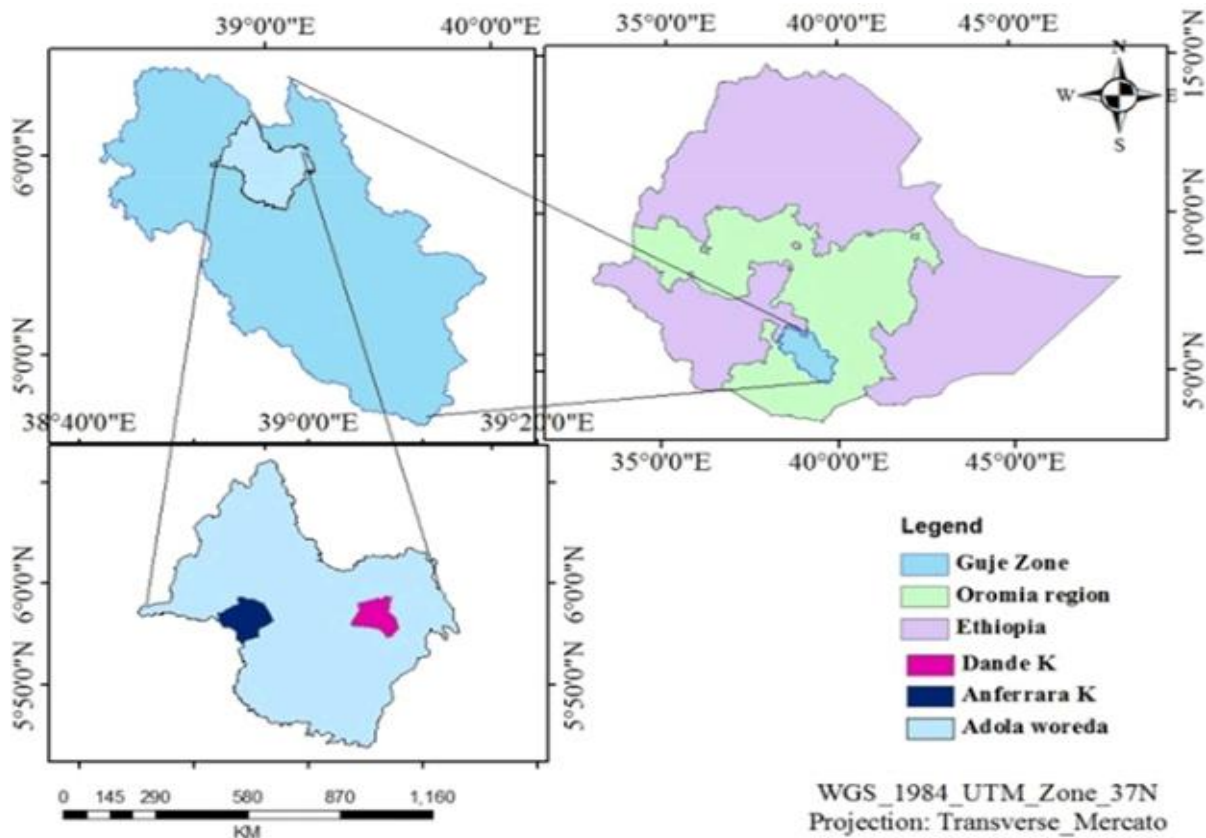 39°0'0"E 40°0'0"E
35°0'0"E 40°0'0"E 45°0'0"E
6°0'0"N
5°0'0"N
N
W E
S
15°0'0"N
10°0'0"N
5°0'0"N
38°40'0"E 39°0'0"E 39°20'0"E
35°0'0"E 40°0'0"E 45°0'0"E
6°0'0"N
5°50'0"N
6°0'0"N
5°50'0"N
Legend
Guje Zone
Oromia region
Ethiopia
Dande K
Anferrara K
Adola woreda
0 145 290 580 870 1,160
KM
WGS_1984_UTM_Zone_37N
Projection: Transverse_Mercato